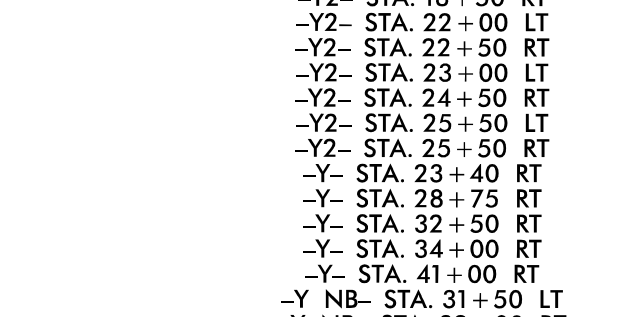 –Y2– STA. 22+00 LT
–Y2– STA. 22+50 RT
–Y2– STA. 23+00 LT
–Y2– STA. 24+50 RT
–Y2– STA. 25+50 LT
–Y2– STA. 25+50 RT
–Y– STA. 23+40 RT
–Y– STA. 28+75 RT
–Y– STA. 32+50 RT
–Y– STA. 34+00 RT
–Y– STA. 41+00 RT
–Y NB– STA. 31+50 LT